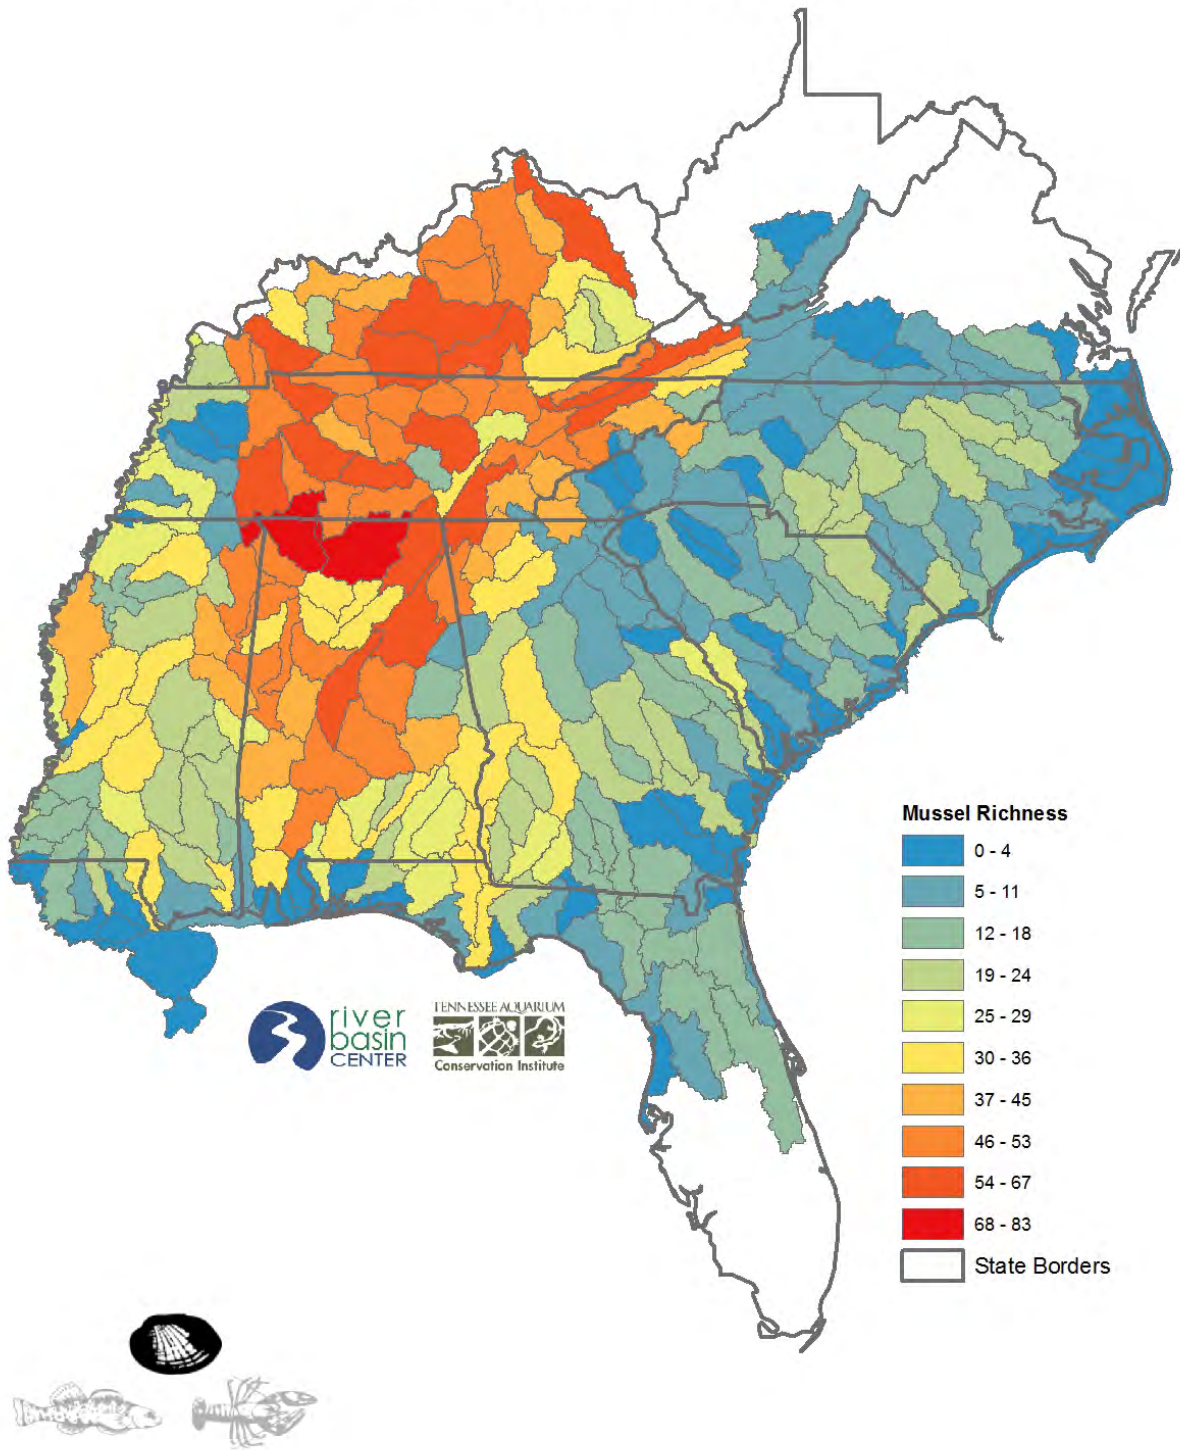 Mussel Richness
0 - 4
5 - 11
12 - 18
19 - 24
25 - 29
30 - 36
37 - 45
46 - 53
54 - 67
68 - 83
State Borders
river
basin
CENTER
TENNESSEE AQUARIUM
Conservation Institute